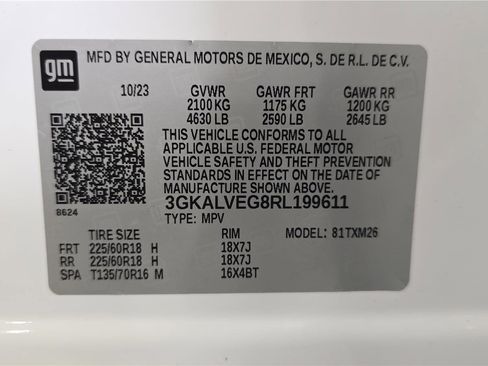 gm MFD BY GENERAL MOTORS DE MEXICO, S. DE R.L. DE C.V.
10/23 GVWR GAWR FRT GAWR RR
2100 KG 1175 KG 1200 KG
4630 LB 2590 LB 2645 LB
THIS VEHICLE CONFORMS TO ALL
APPLICABLE U.S. FEDERAL MOTOR
VEHICLE SAFETY AND THEFT PREVENTION
STANDARDS IN EFFECT ON THE DATE OF
MANUFACTURE SHOWN ABOVE.
3GKALVEG8RL199611
8624 TYPE: MPV
TIRE SIZE RIM MODEL: 81TXM26
FRT 225/60R18 H 18X7J
RR 225/60R18 H 18X7J
SPA T135/70R16 M 16X4BT